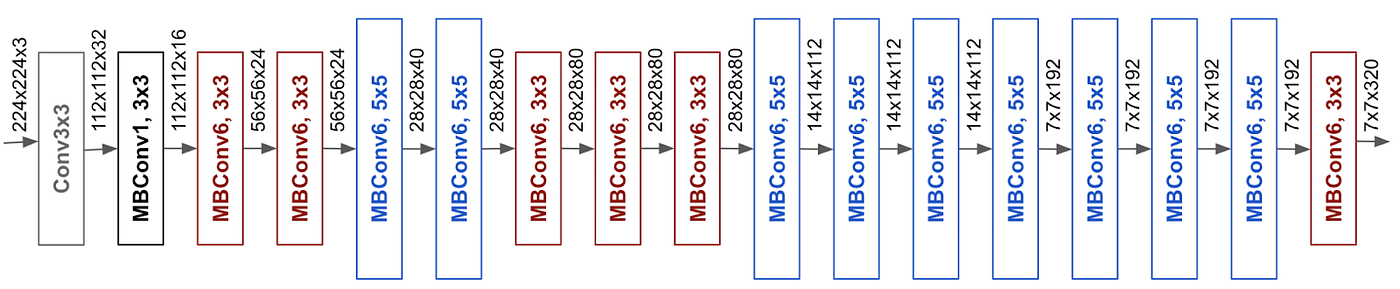 224x224x3
Conv3x3
112x112x32
MBConv1, 3x3
112x112x16
MBConv6, 3x3
56x56x24
MBConv6, 3x3
56x56x24
MBConv6, 5x5
28x28x40
MBConv6, 5x5
28x28x40
MBConv6, 3x3
28x28x80
MBConv6, 3x3
28x28x80
MBConv6, 3x3
28x28x80
MBConv6, 5x5
14x14x112
MBConv6, 5x5
14x14x112
MBConv6, 5x5
14x14x112
MBConv6, 5x5
7x7x192
MBConv6, 5x5
7x7x192
MBConv6, 5x5
7x7x192
MBConv6, 5x5
7x7x192
MBConv6, 3x3
7x7x320